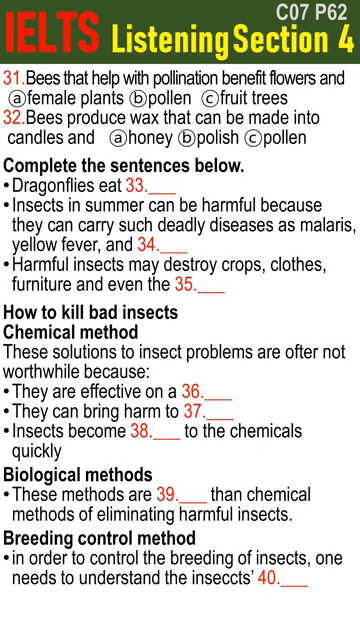 C07 P62
IELTS Listening Section 4
31.Bees that help with pollination benefit flowers and
ⓐfemale plants ⓑpollen ⓒfruit trees
32.Bees produce wax that can be made into
candles and ⓐhoney ⓑpolish ⓒpollen
Complete the sentences below.
•Dragonflies eat 33.___
•Insects in summer can be harmful because
they can carry such deadly diseases as malaris,
yellow fever, and 34.___
•Harmful insects may destroy crops, clothes,
furniture and even the 35.___
How to kill bad insects
Chemical method
These solutions to insect problems are ofter not
worthwhile because:
•They are effective on a 36.___
•They can bring harm to 37.___
•Insects become 38.___ to the chemicals
quickly
Biological methods
•These methods are 39.___ than chemical
methods of eliminating harmful insects.
Breeding control method
•in order to control the breeding of insects, one
needs to understand the inseccts' 40.___